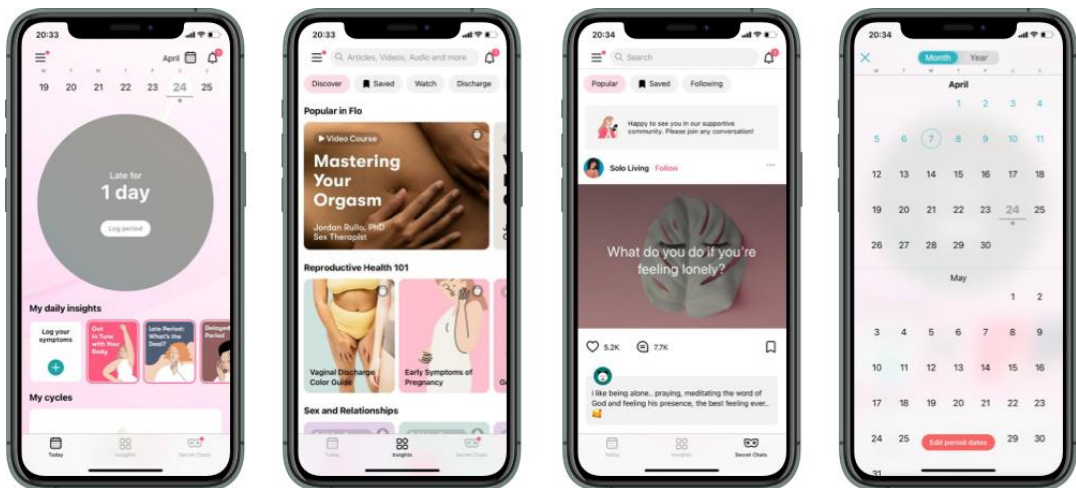 20:33
April
M T W T F S S
19 20 21 22 23 24 25
Late for
1 day
Log period
My daily insights
Log your
symptoms
Get
in Tune
with Your
Body
Late Period:
What's the
Deal?
Delayed
Period
My cycles
Today
Insights
Secret Chats
20:33
Articles, Videos, Audio and more
Discover
Saved
Watch
Discharge
Popular in Flo
Video Course
Mastering
Your
Orgasm
Jordan Rullo, PhD
Sex Therapist
Reproductive Health 101
Vaginal Discharge
Color Guide
Early Symptoms of
Pregnancy
Sex and Relationships
Today
Insights
Secret Chats
20:34
Search
Popular
Saved
Following
Happy to see you in our supportive
community. Please join any conversation!
Solo Living Follow
What do you do if you're
feeling lonely?
5.2K
7.7K
i like being alone.. praying, meditating the word of
God and feeling his presence, the best feeling ever..
Today
Insights
Secret Chats
20:34
Month
Year
M T W T F S S
April
1 2 3 4
5 6 7 8 9 10 11
12 13 14 15 16 17 18
19 20 21 22 23 24 25
26 27 28 29 30
May
1 2
3 4 5 6 7 8 9
10 11 12 13 14 15 16
17 18 19 20 21 22 23
24 25 Edit period dates 29 30
31